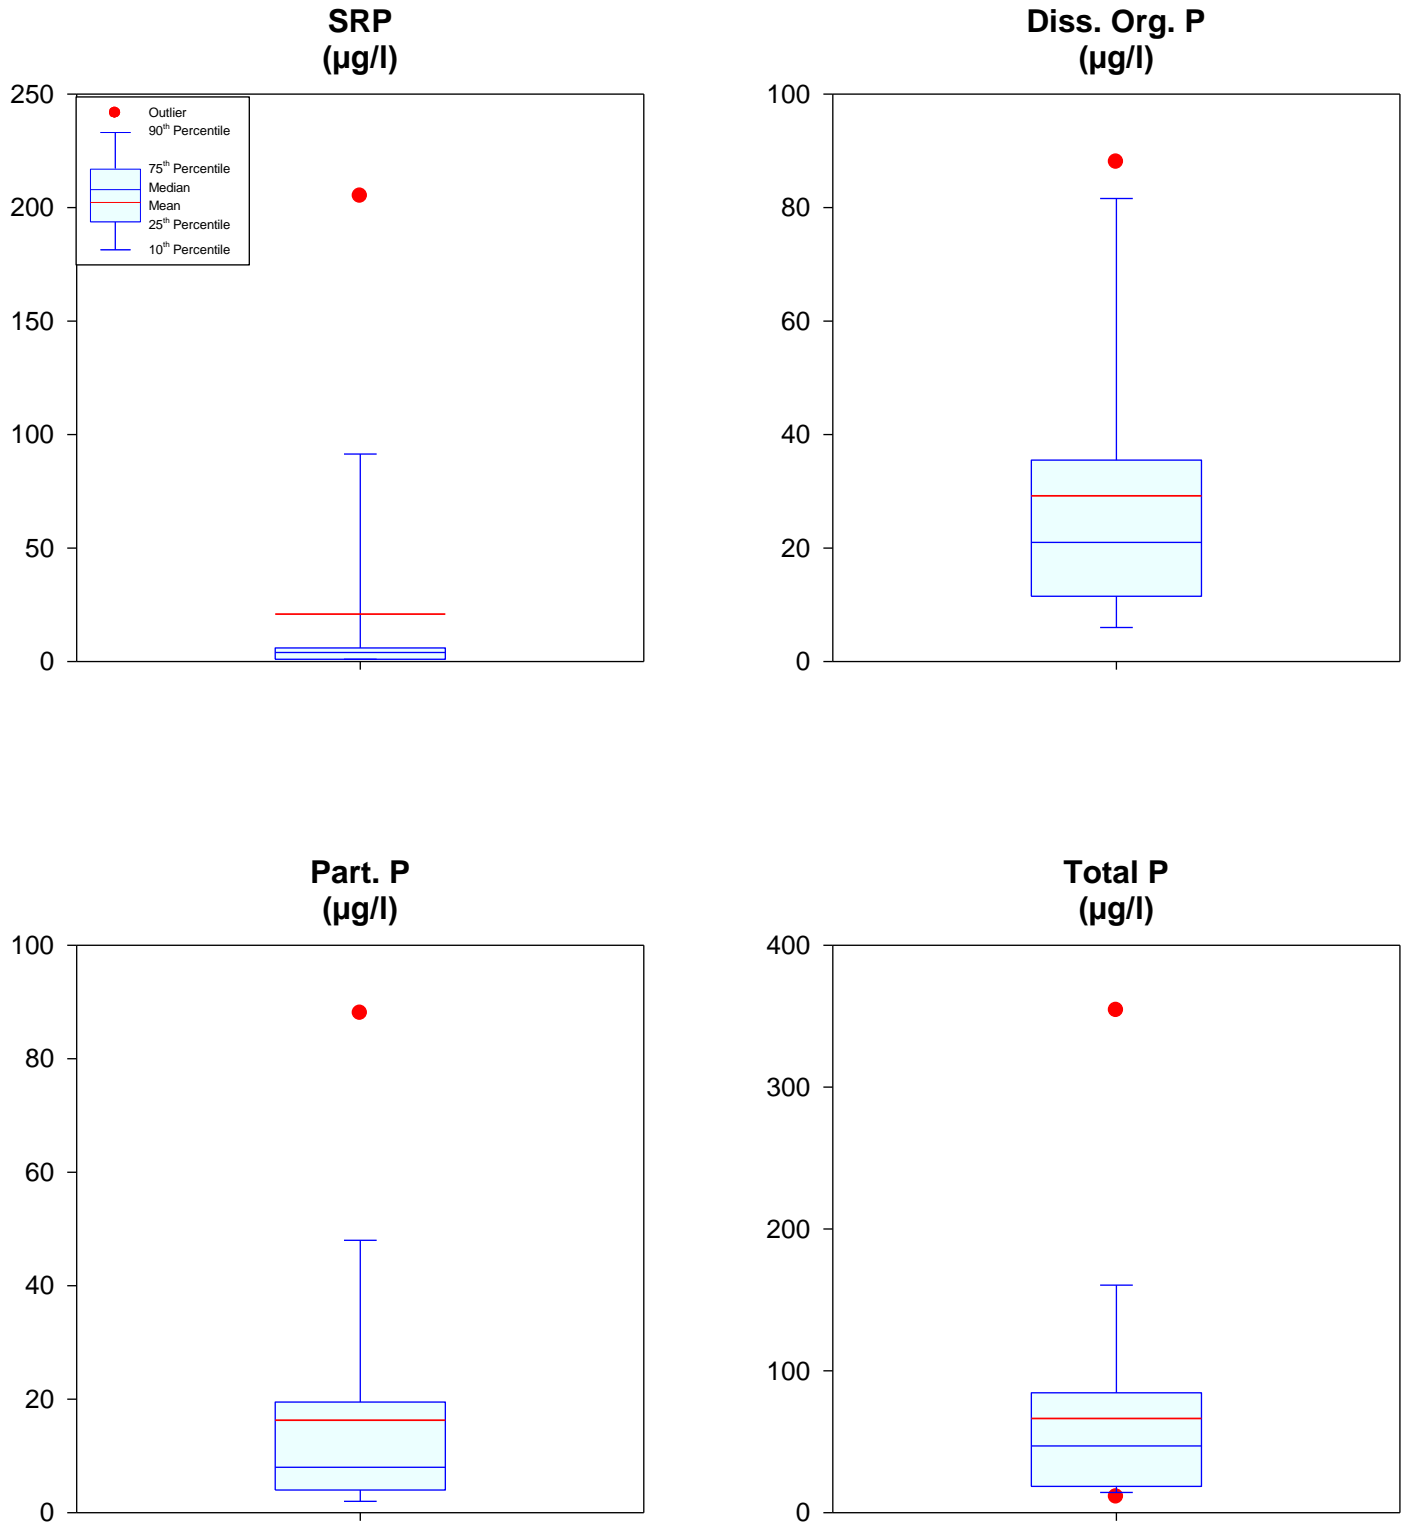 SRP
(µg/l)
250
200
150
100
50
0
Outlier
90th Percentile
75th Percentile
Median
Mean
25th Percentile
10th Percentile
Diss. Org. P
(µg/l)
100
80
60
40
20
0
Part. P
(µg/l)
100
80
60
40
20
0
Total P
(µg/l)
400
300
200
100
0